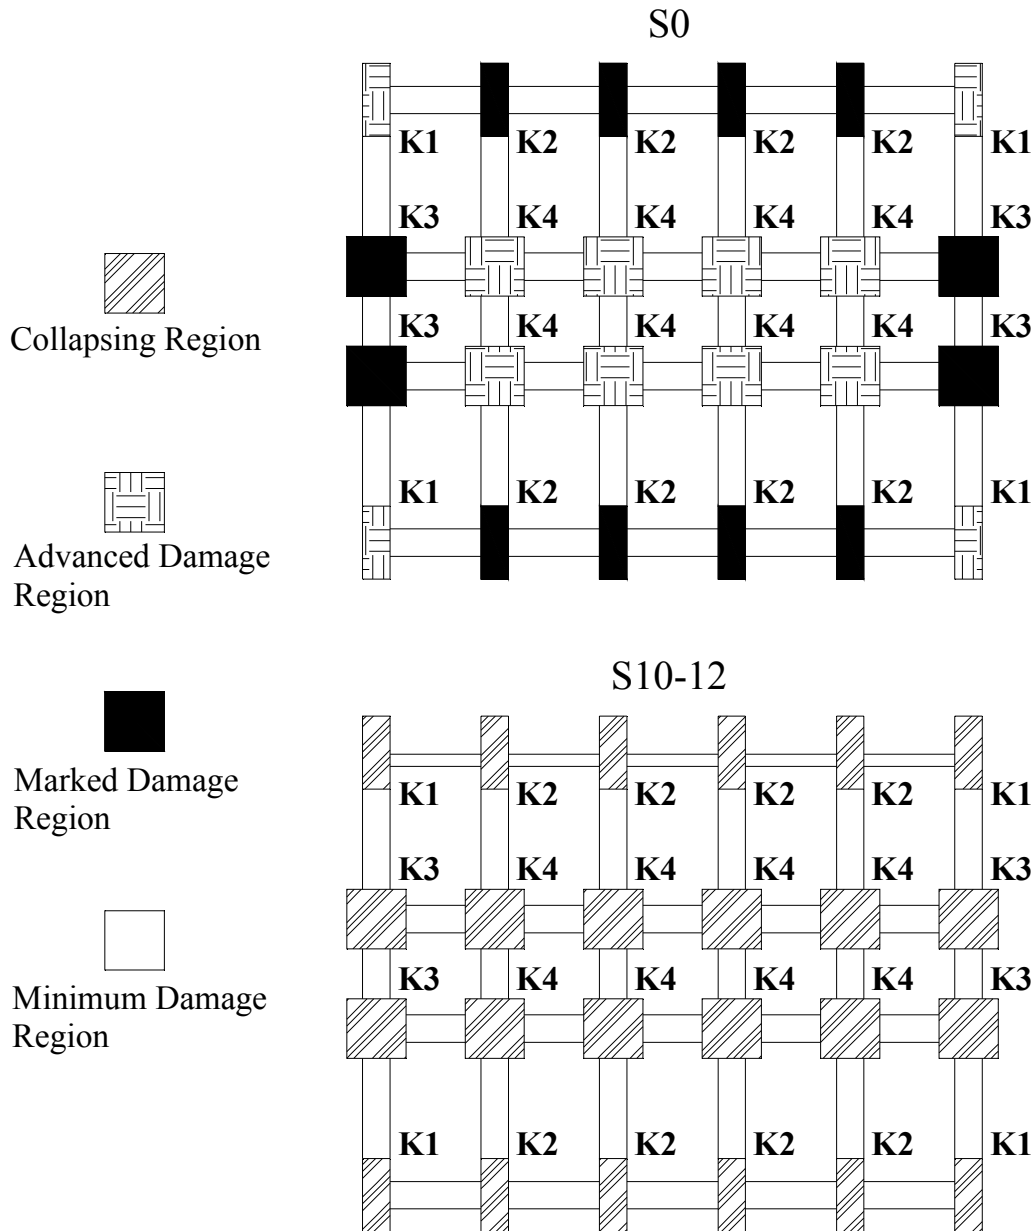 S0
K1 K2 K2 K2 K2 K1
K3 K4 K4 K4 K4 K3
Collapsing Region
K3 K4 K4 K4 K4 K3
K1 K2 K2 K2 K2 K1
Advanced Damage
Region
S10-12
Marked Damage
Region
K1 K2 K2 K2 K2 K1
K3 K4 K4 K4 K4 K3
K3 K4 K4 K4 K4 K3
Minimum Damage
Region
K1 K2 K2 K2 K2 K1